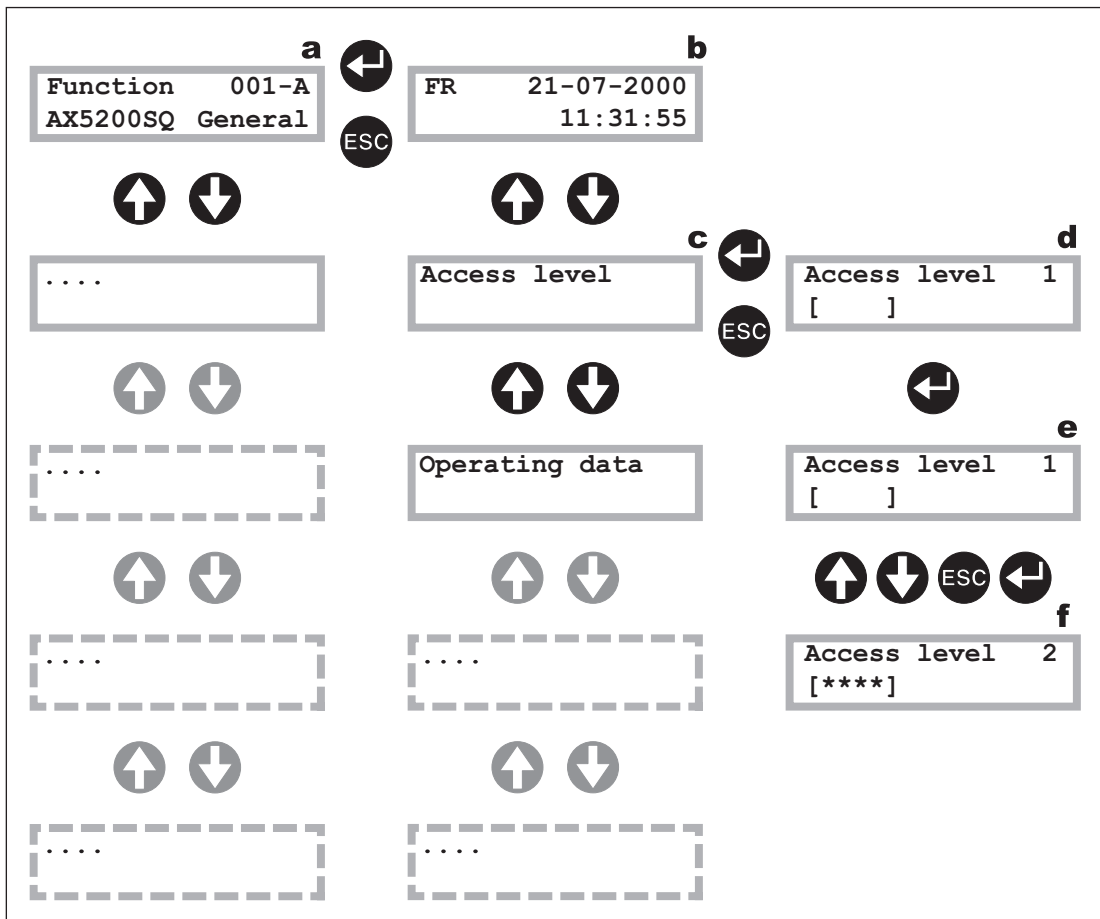 a
Function 001-A
AX5200SQ General
ESC
b
FR 21-07-2000
11:31:55
....
c
Access level
ESC
d
Access level 1
[ ]
....
Operating data
e
Access level 1
[ ]
ESC
f
....
....
Access level 2
[****]
....
....